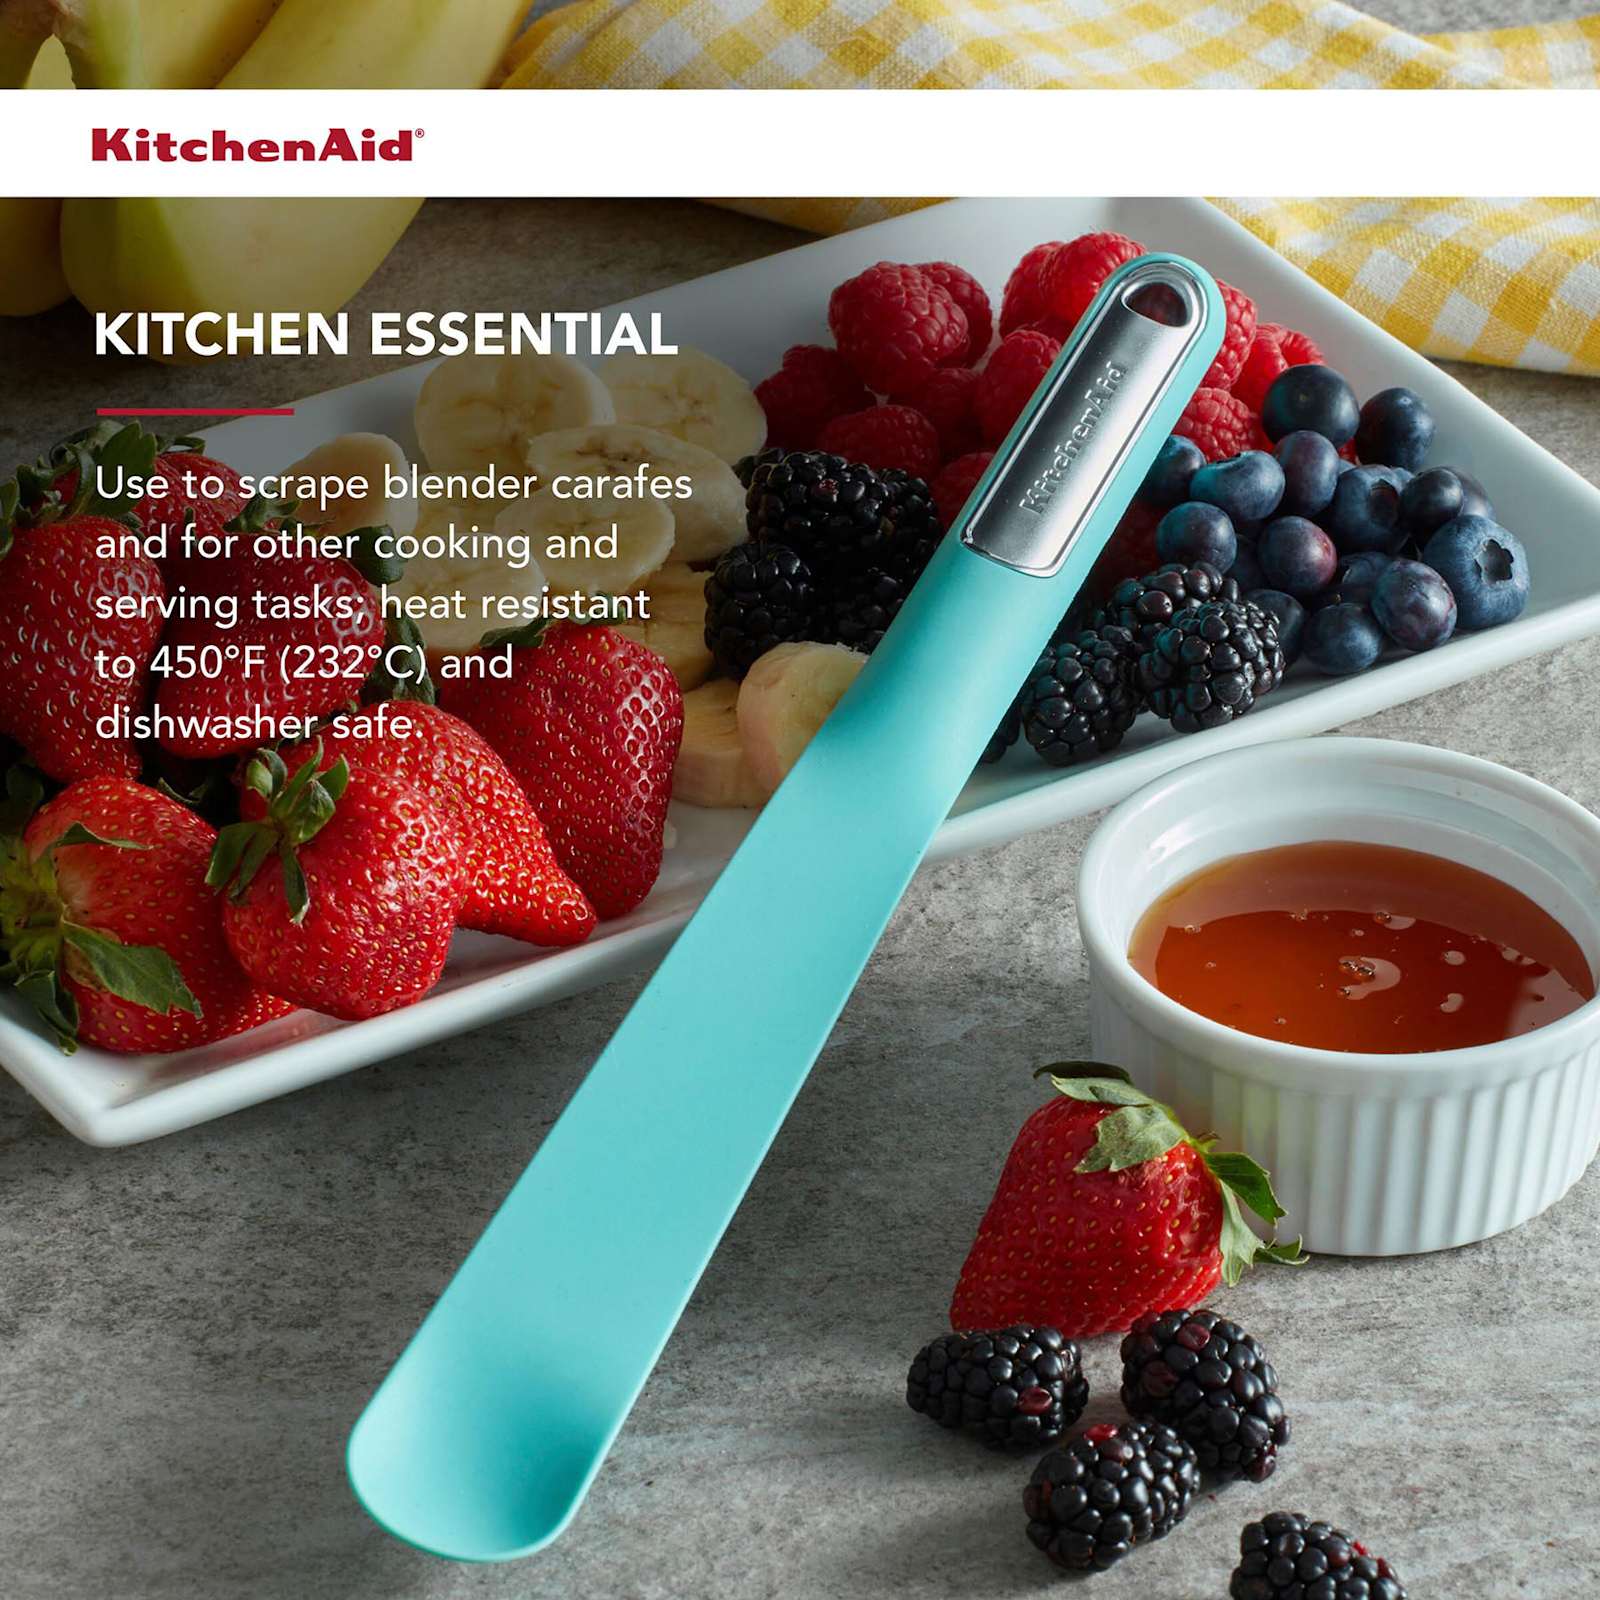 KitchenAid®
KITCHEN ESSENTIAL
Use to scrape blender carafes
and for other cooking and
serving tasks; heat resistant
to 450°F (232°C) and
dishwasher safe.
KitchenAid